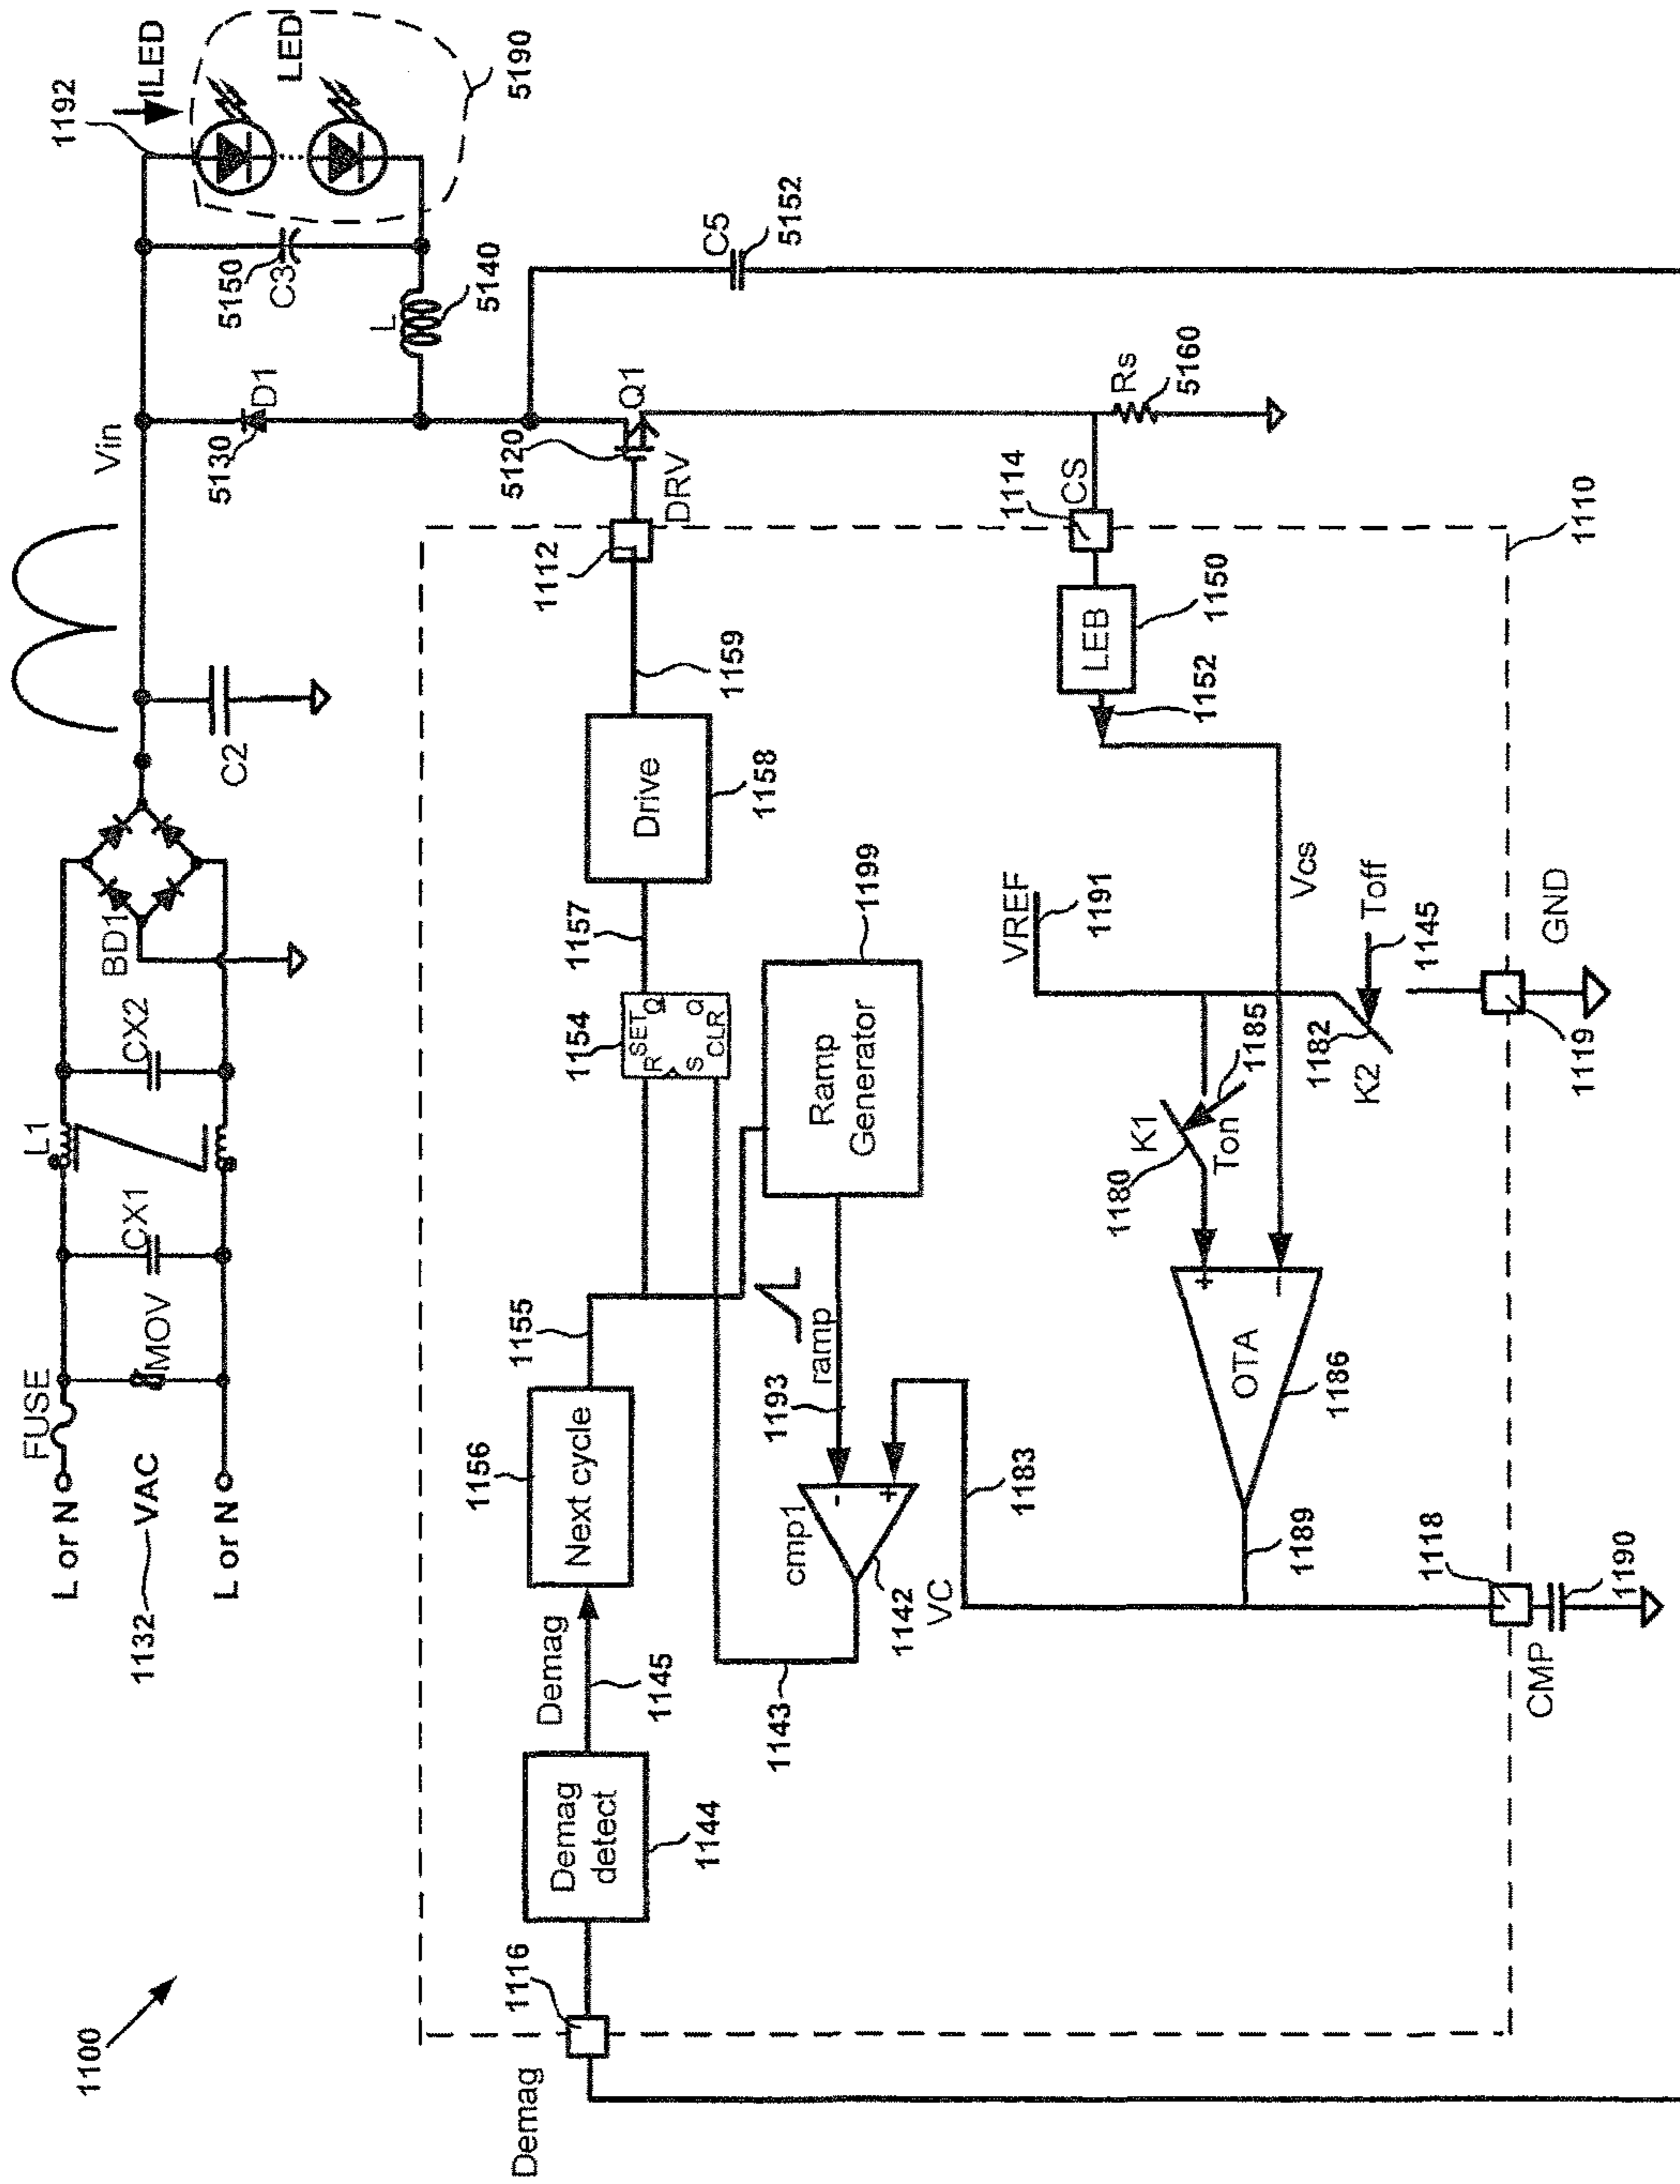 1100
L or N
FUSE
1132
VAC
L or N
MOV
CX1
L1
CX2
BD1
C2
Vin
5130
D1
5150
C3
L
5140
1192
ILED
LED
5190
C5
5152
5120
Q1
DRV
1112
1159
Drive
1158
1157
1154
R
SET
Q
S
CLR
Q
1155
Next cycle
1156
Demag
1145
Demag
detect
1144
1116
Demag
1143
cmp1
-
+
1142
VC
1183
1193
ramp
Ramp
Generator
1199
VREF
1191
1114
CS
Rs
5160
LEB
1150
1152
Vcs
K1
1180
Ton
1185
1182
K2
Toff
1145
+
-
OTA
1186
1189
1118
CMP
1190
1119
GND
1110